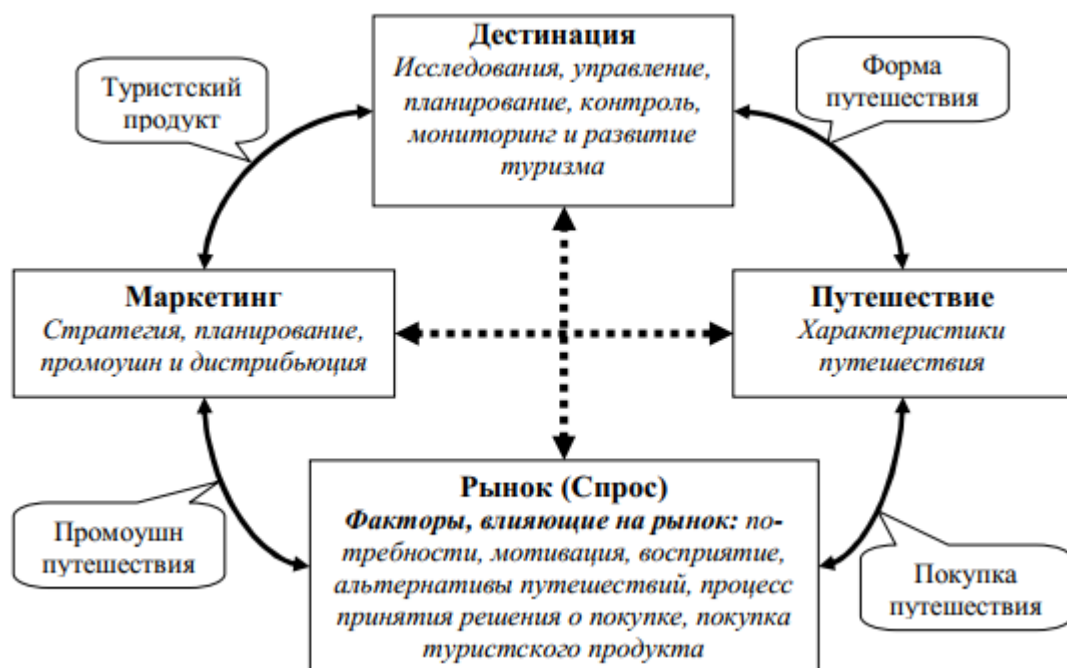 Дестинация
Исследования, управление,
планирование, контроль,
мониторинг и развитие
туризма
Туристский
продукт
Форма
путешествия
Маркетинг
Стратегия, планирование,
промоушн и дистрибьюция
Путешествие
Характеристики
путешествия
Рынок (Спрос)
Факторы, влияющие на рынок: по-
требности, мотивация, восприятие,
альтернативы путешествий, процесс
принятия решения о покупке, покупка
туристского продукта
Промоушн
путешествия
Покупка
путешествия